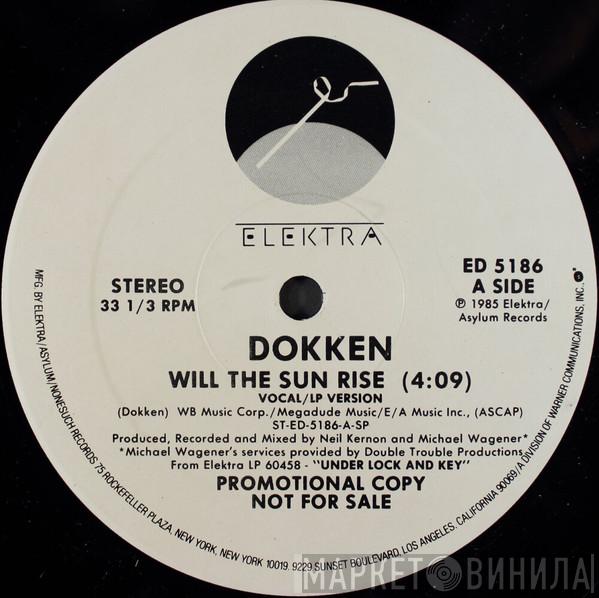 ELEKTRA
STEREO
33 1/3 RPM
ED 5186
A SIDE
℗ 1985 Elektra/
Asylum Records
DOKKEN
WILL THE SUN RISE (4:09)
VOCAL/LP VERSION
(Dokken) WB Music Corp./Megadude Music/E/A Music Inc., (ASCAP)
ST-ED-5186-A-SP
Produced, Recorded and Mixed by Neil Kernon and Michael Wagener*
*Michael Wagener's services provided by Double Trouble Productions
From Elektra LP 60458 - "UNDER LOCK AND KEY"
PROMOTIONAL COPY
NOT FOR SALE
MFG. BY ELEKTRA/ASYLUM/NONESUCH RECORDS 75 ROCKEFELLER PLAZA, NEW YORK, NEW YORK 10019. 9229 SUNSET BOULEVARD, LOS ANGELES, CALIFORNIA 90069/A DIVISION OF WARNER COMMUNICATIONS, INC.
МАРКЕТ ВИНИЛА